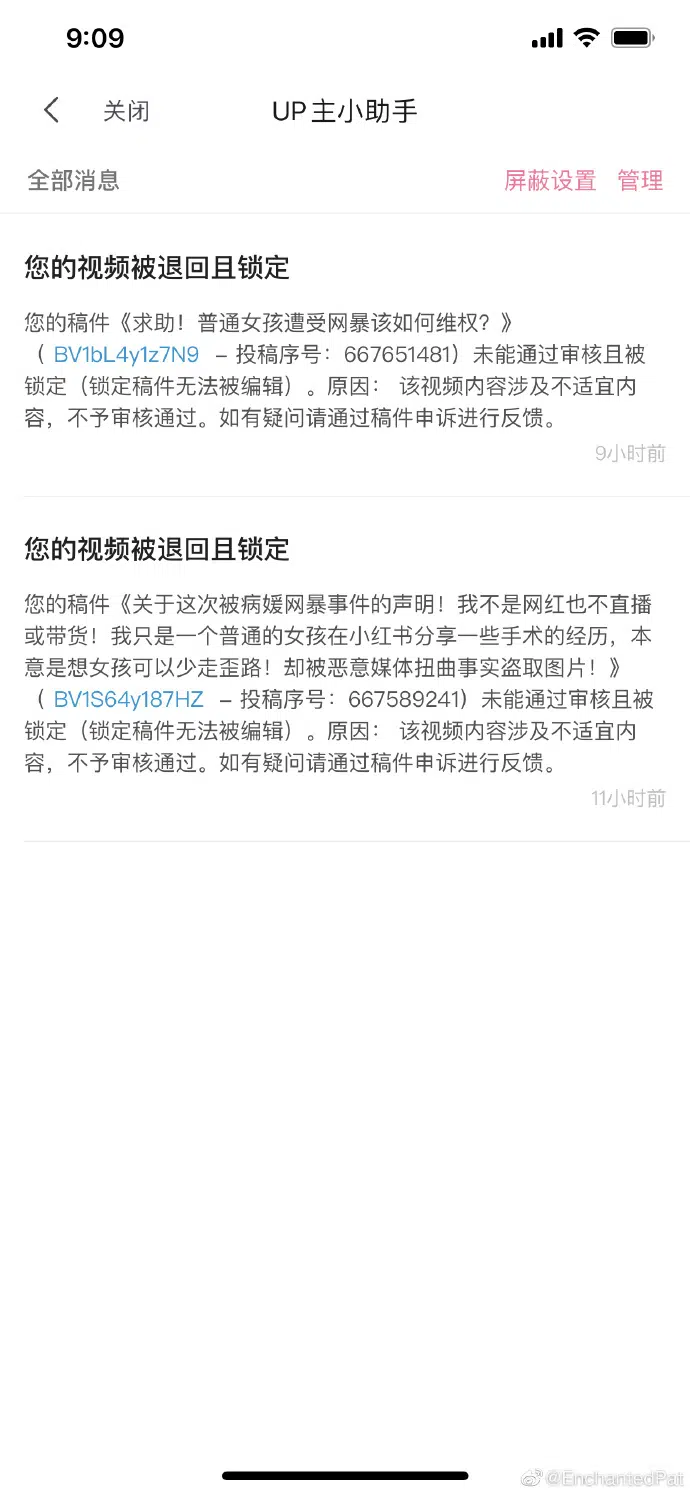 9:09
关闭
UP主小助手
全部消息
屏蔽设置 管理
您的视频被退回且锁定
您的稿件《求助！普通女孩遭受网暴该如何维权？》
（ BV1bL4y1z7N9 – 投稿序号：667651481）未能通过审核且被
锁定（锁定稿件无法被编辑）。原因： 该视频内容涉及不适宜内
容，不予审核通过。如有疑问请通过稿件申诉进行反馈。
9小时前
您的视频被退回且锁定
您的稿件《关于这次被病媛网暴事件的声明！我不是网红也不直播
或带货！我只是一个普通的女孩在小红书分享一些手术的经历，本
意是想女孩可以少走歪路！却被恶意媒体扭曲事实盗取图片！》
（ BV1S64y187HZ – 投稿序号：667589241）未能通过审核且被
锁定（锁定稿件无法被编辑）。原因： 该视频内容涉及不适宜内
容，不予审核通过。如有疑问请通过稿件申诉进行反馈。
11小时前
@EnchantedPat